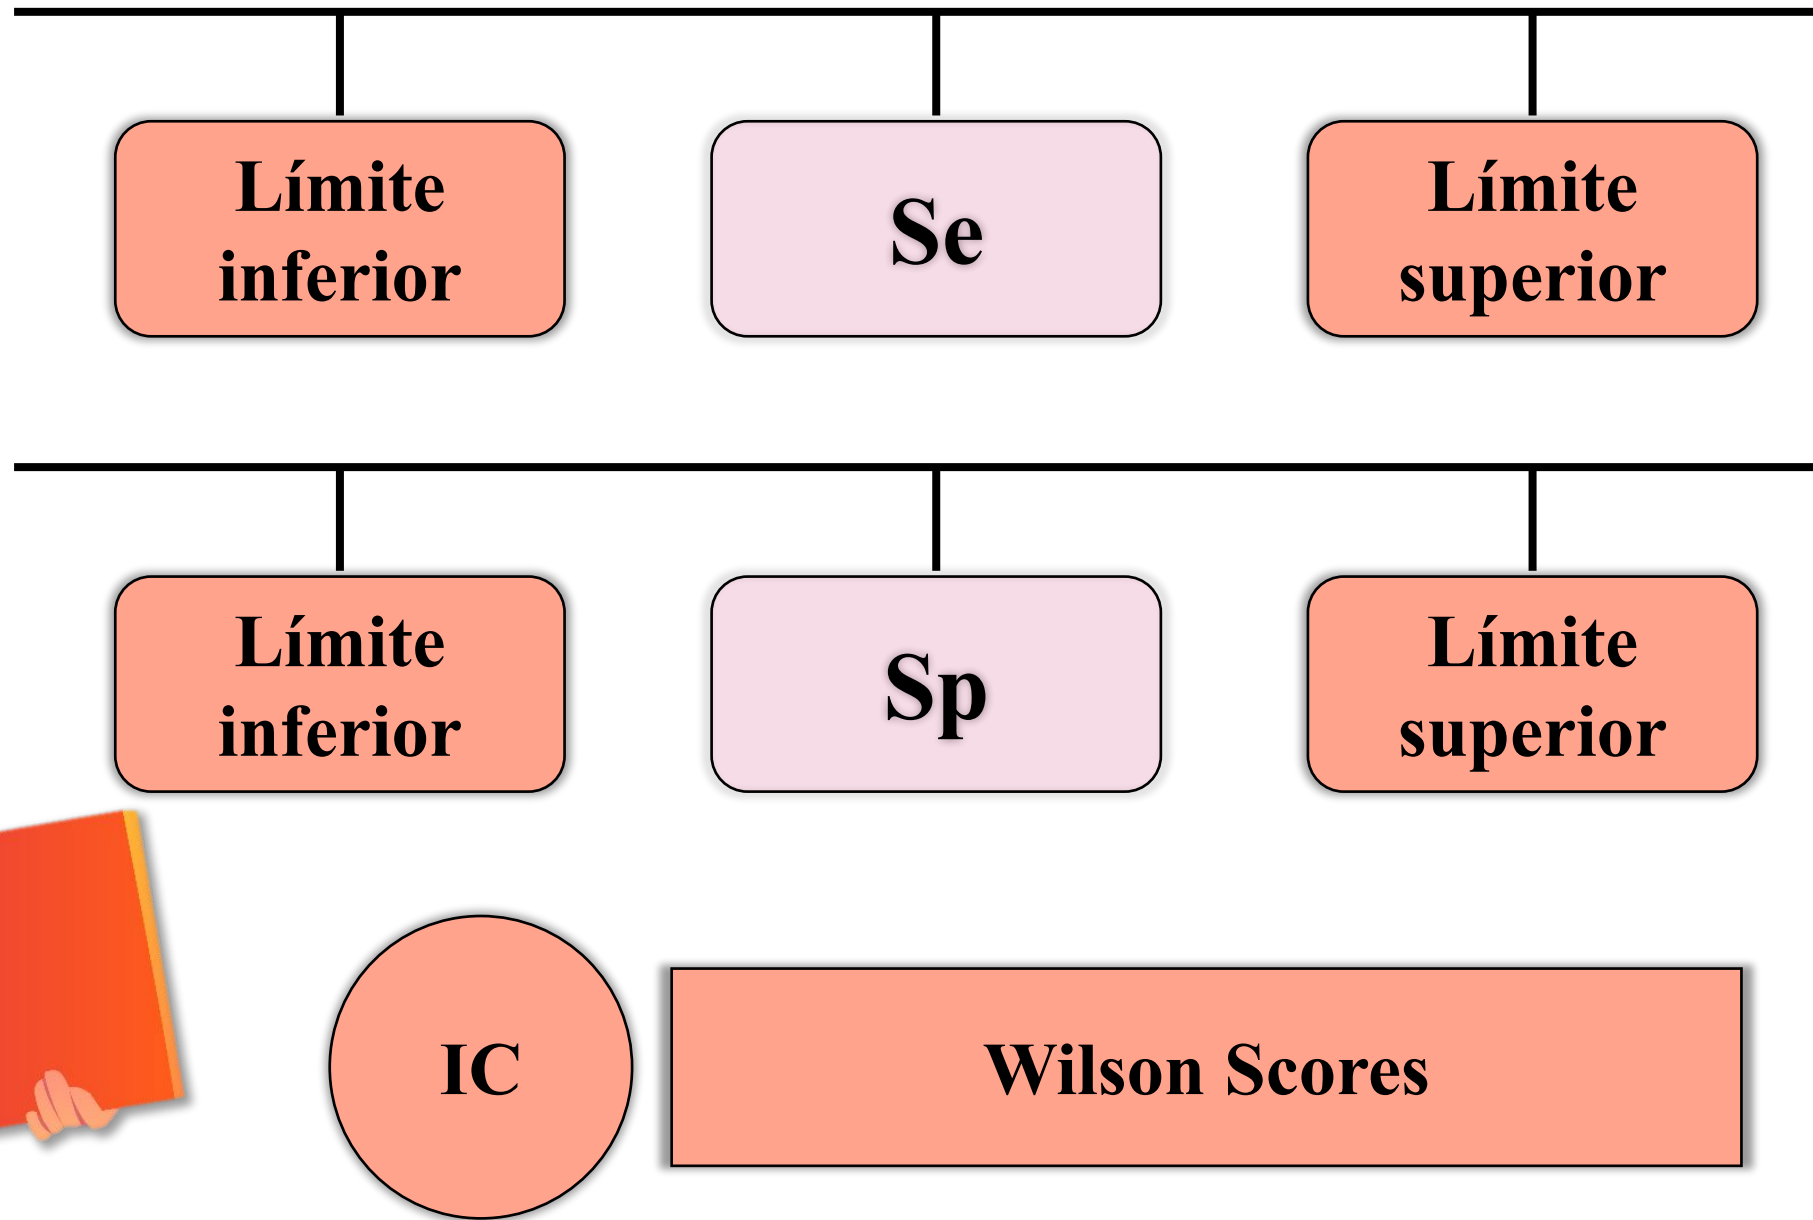 Límite
inferior
Se
Límite
superior
Límite
inferior
Sp
Límite
superior
IC
Wilson Scores